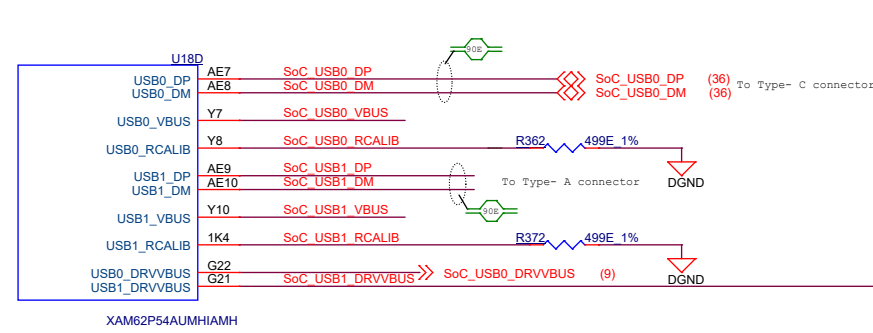 90E
U18D
USB0_DP AE7 SoC_USB0_DP SoC_USB0_DP (36) To Type- C connector
USB0_DM AE8 SoC_USB0_DM SoC_USB0_DM (36)
USB0_VBUS Y7 SoC_USB0_VBUS
USB0_RCALIB Y8 SoC_USB0_RCALIB R362 499E_1%
DGND
USB1_DP AE9 SoC_USB1_DP
USB1_DM AE10 SoC_USB1_DM To Type- A connector
90E
USB1_VBUS Y10 SoC_USB1_VBUS
USB1_RCALIB 1K4 SoC_USB1_RCALIB R372 499E_1%
DGND
USB0_DRVVBUS G22 SoC_USB0_DRVVBUS (9)
USB1_DRVVBUS G21 SoC_USB1_DRVVBUS
XAM62P54AUMHIAMH